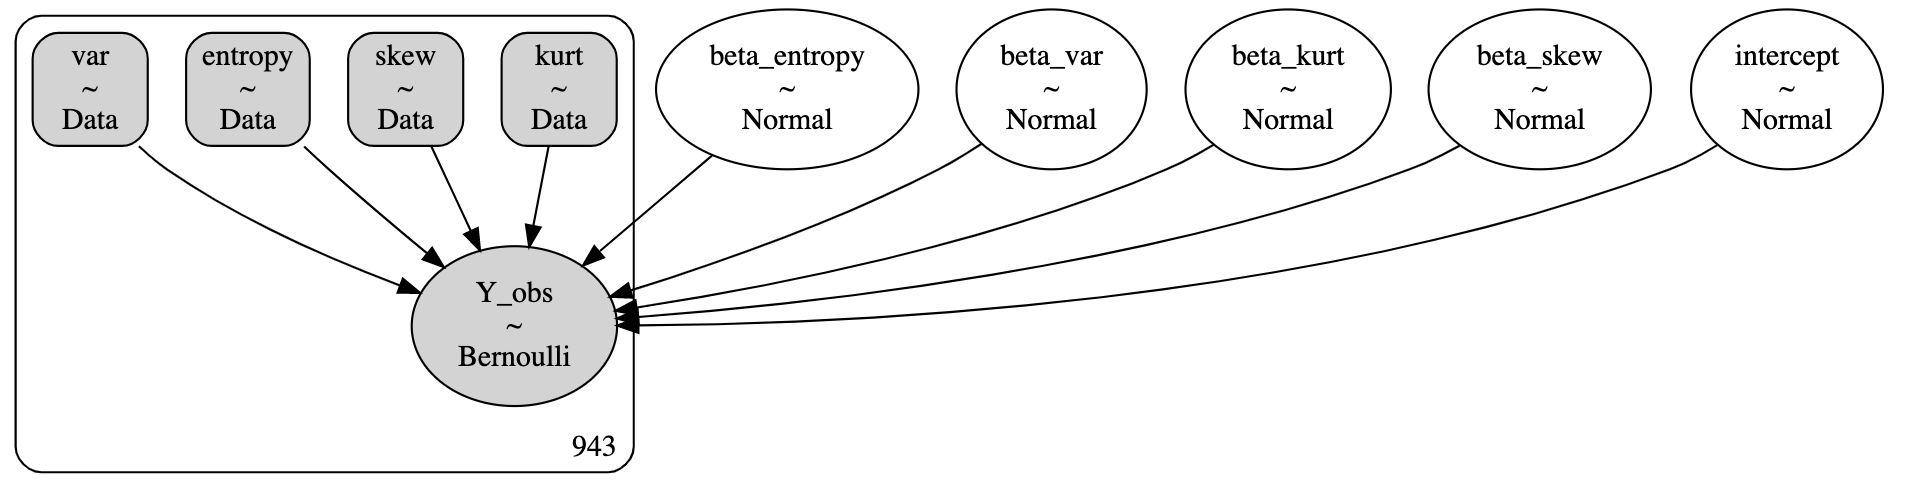 var
~
Data
entropy
~
Data
skew
~
Data
kurt
~
Data
beta_entropy
~
Normal
beta_var
~
Normal
beta_kurt
~
Normal
beta_skew
~
Normal
intercept
~
Normal
Y_obs
~
Bernoulli
943